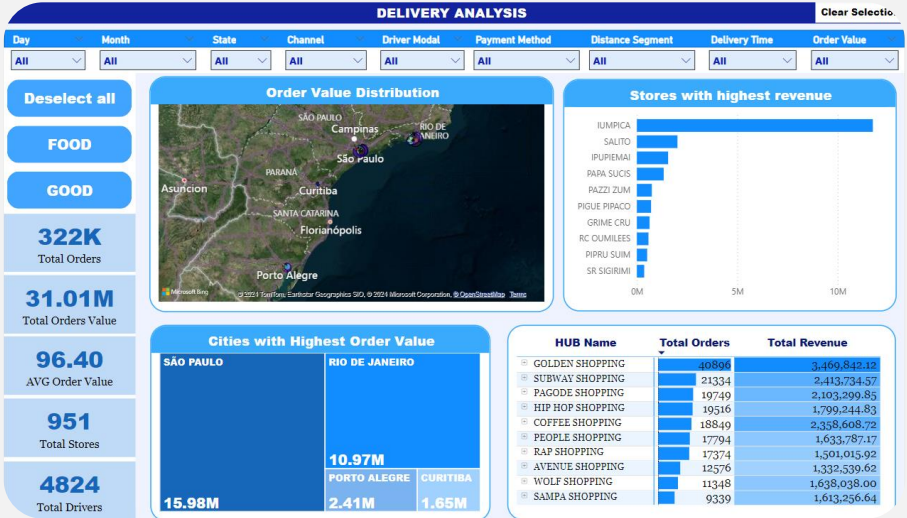 DELIVERY ANALYSIS
Clear Selectio
Day Month State Channel Driver Modal Payment Method Distance Segment Delivery Time Order Value
All All All All All All All All All
Deselect all
FOOD
GOOD
322K
Total Orders
31.01M
Total Orders Value
96.40
AVG Order Value
951
Total Stores
4824
Total Drivers
Order Value Distribution
SÃO PAULO
Campinas
RIO DE
NEIRO
São Paulo
PARANÁ
Asuncion
Curitiba
SANTA CATARINA
Florianópolis
Porto Alegre
Microsoft Bing
© 2024 TomTom, Earthstar Geographics SIO, © 2024 Microsoft Corporation, © OpenStreetMap Terms
Stores with highest revenue
IUMPICA
SALITO
IPUPIEMAI
PAPA SUCIS
PAZZI ZUM
PIGUE PIPACO
GRIME CRU
RC OUMILEES
PIPRU SUIM
SR SIGIRIMI
0M 5M 10M
Cities with Highest Order Value
SÃO PAULO
15.98M
RIO DE JANEIRO
10.97M
PORTO ALEGRE
2.41M
CURITIBA
1.65M
HUB Name Total Orders Total Revenue
GOLDEN SHOPPING 40896 3,469,842.12
SUBWAY SHOPPING 21334 2,413,734.57
PAGODE SHOPPING 19749 2,103,299.85
HIP HOP SHOPPING 19516 1,799,244.83
COFFEE SHOPPING 18849 2,358,608.72
PEOPLE SHOPPING 17794 1,633,787.17
RAP SHOPPING 17374 1,501,015.92
AVENUE SHOPPING 12576 1,332,539.62
WOLF SHOPPING 11348 1,638,038.00
SAMPA SHOPPING 9339 1,613,256.64